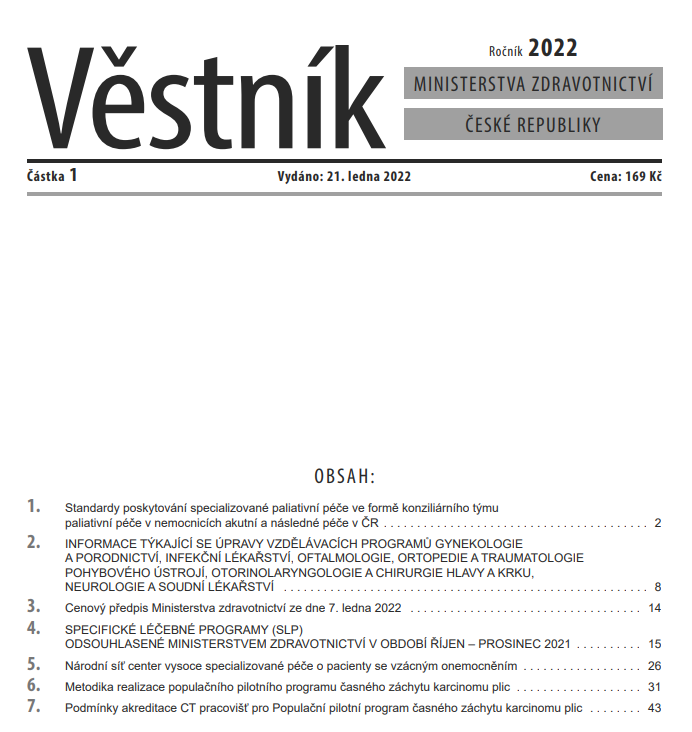 Věstník
Ročník 2022
MINISTERSTVA ZDRAVOTNICTVÍ
ČESKÉ REPUBLIKY
Částka 1 Vydáno: 21. ledna 2022 Cena: 169 Kč
OBSAH:
1. Standardy poskytování specializované paliativní péče ve formě konziliárního týmu
paliativní péče v nemocnicích akutní a následné péče v ČR . . . . . . . . . . . . . . . . . . . . . . . . . . . . . . . . . . . . . . . . 2
2. INFORMACE TÝKAJÍCÍ SE ÚPRAVY VZDĚLÁVACÍCH PROGRAMŮ GYNEKOLOGIE
A PORODNICTVÍ, INFEKČNÍ LÉKAŘSTVÍ, OFTALMOLOGIE, ORTOPEDIE A TRAUMATOLOGIE
POHYBOVÉHO ÚSTROJÍ, OTORINOLARYNGOLOGIE A CHIRURGIE HLAVY A KRKU,
NEUROLOGIE A SOUDNÍ LÉKAŘSTVÍ . . . . . . . . . . . . . . . . . . . . . . . . . . . . . . . . . . . . . . . . . . . . . . . . . . . . . . . 8
3. Cenový předpis Ministerstva zdravotnictví ze dne 7. ledna 2022 . . . . . . . . . . . . . . . . . . . . . . . . . . . . . . . . . . . . 14
4. SPECIFICKÉ LÉČEBNÉ PROGRAMY (SLP)
ODSOUHLASENÉ MINISTERSTVEM ZDRAVOTNICTVÍ V OBDOBÍ ŘÍJEN – PROSINEC 2021 . . . . . . . . . . 15
5. Národní síť center vysoce specializované péče o pacienty se vzácným onemocněním . . . . . . . . . . . . . . . . . . 26
6. Metodika realizace populačního pilotního programu časného záchytu karcinomu plic . . . . . . . . . . . . . . . . . . . 31
7. Podmínky akreditace CT pracovišť pro Populační pilotní program časného záchytu karcinomu plic . . . . . . . . 43